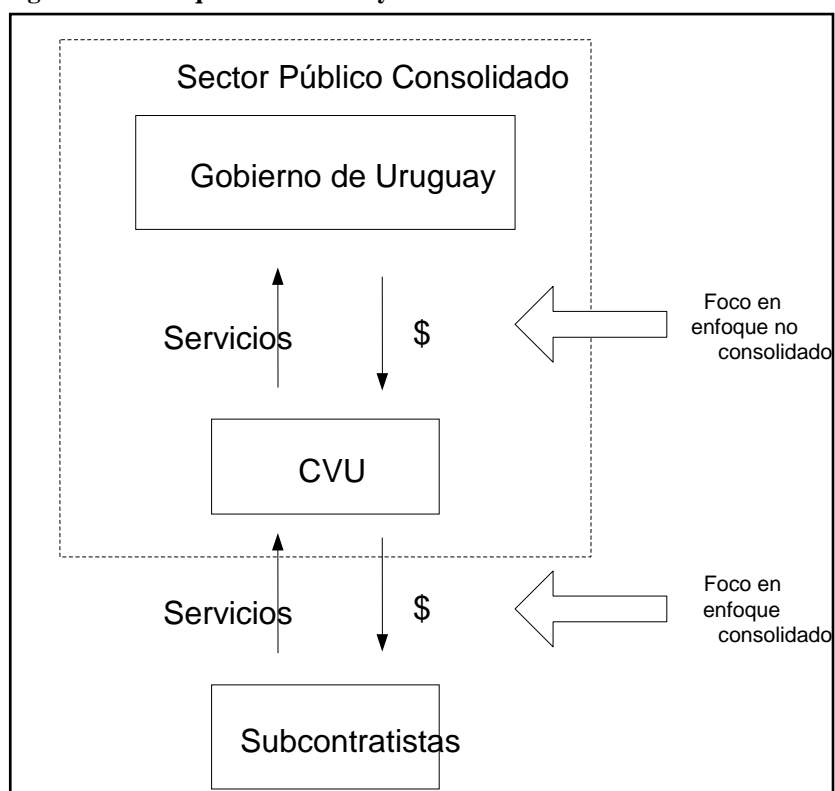 Sector Público Consolidado
Gobierno de Uruguay
Servicios
$
Foco en
enfoque no
consolidado
CVU
Servicios
$
Foco en
enfoque
consolidado
Subcontratistas